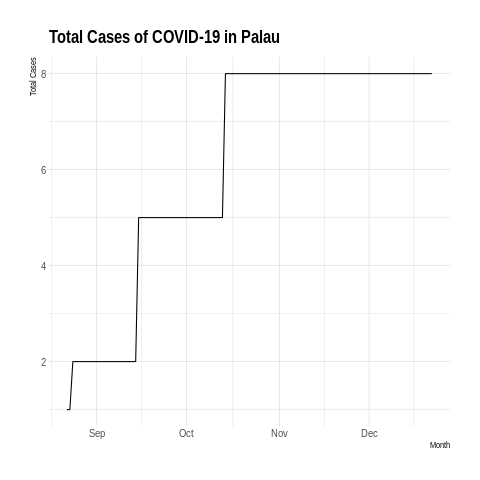 Total Cases of COVID-19 in Palau
Total Cases
8
6
4
2
Sep Oct Nov Dec
Month